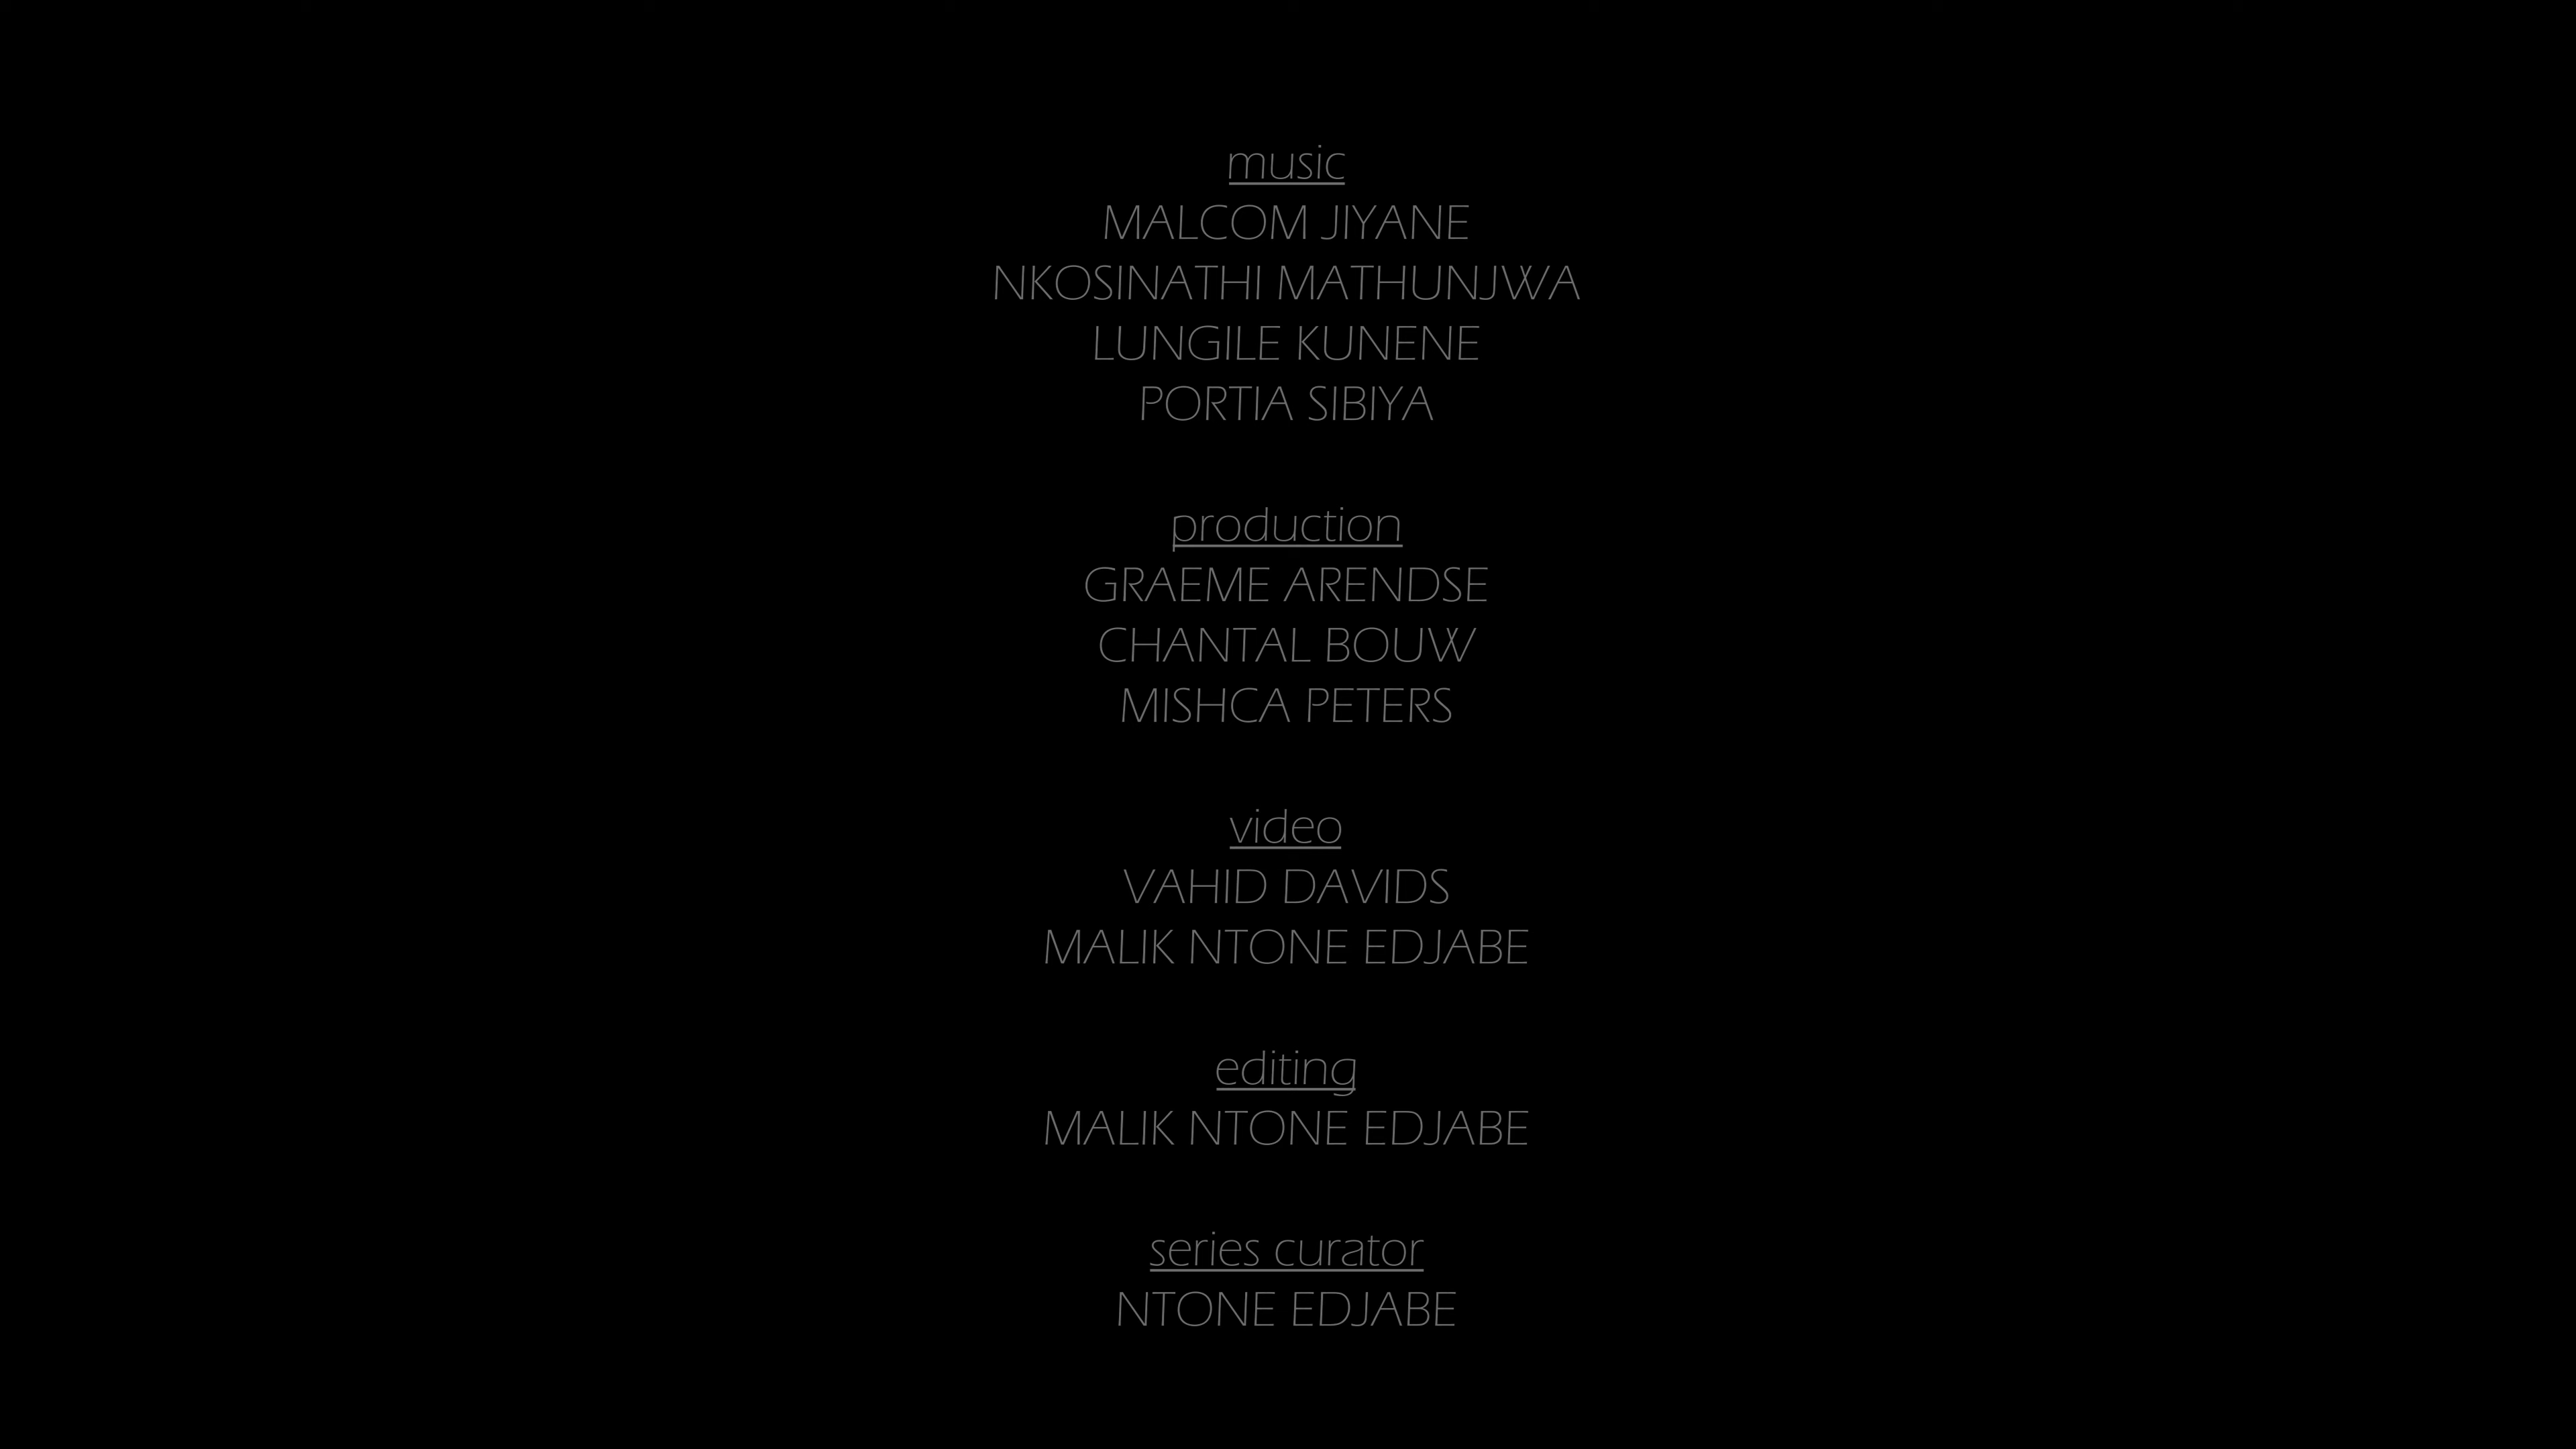 music
MALCOM JIYANE
NKOSINATHI MATHUNJWA
LUNGILE KUNENE
PORTIA SIBIYA
production
GRAEME ARENDSE
CHANTAL BOUW
MISHCA PETERS
video
VAHID DAVIDS
MALIK NTONE EDJABE
editing
MALIK NTONE EDJABE
series curator
NTONE EDJABE